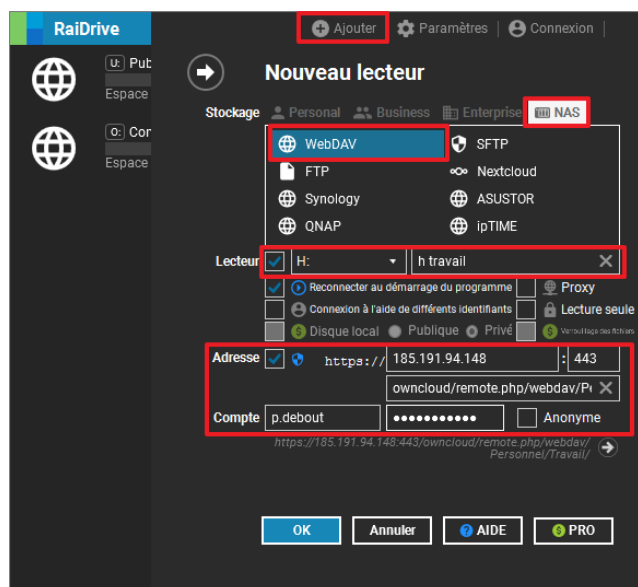 RaiDrive
Ajouter Paramètres | Connexion |
U: Pub
Espace
O: Cor
Espace
Nouveau lecteur
Stockage Personal Business Enterprise NAS
WebDAV SFTP
FTP Nextcloud
Synology ASUSTOR
QNAP ipTIME
Lecteur H: h travail
Reconnecter au démarrage du programme Proxy
Connexion à l'aide de différents identifiants Lecture seule
Disque local Publique Privé Verrouillage des fichiers
Adresse https:// 185.191.94.148 : 443
owncloud/remote.php/webdav/Pe
Compte p.debout ●●●●●●●●●●● Anonyme
https://185.191.94.148:443/owncloud/remote.php/webdav/
Personnel/Travail/
OK Annuler ? AIDE $ PRO